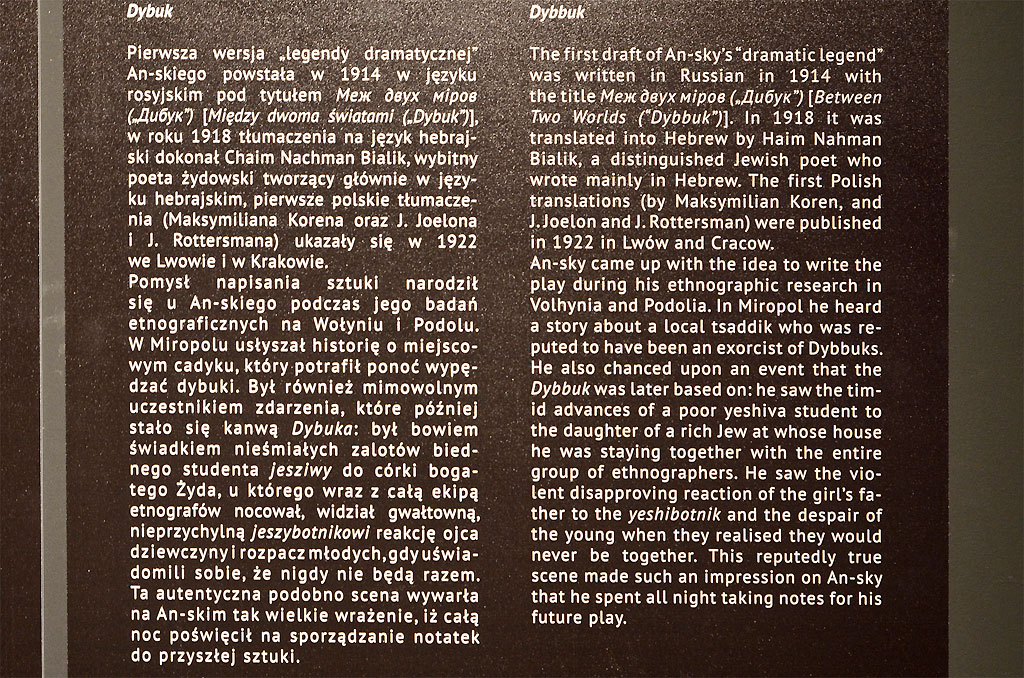 Dybuk
Pierwsza wersja „legendy dramatycznej”
An-skiego powstała w 1914 w języku
rosyjskim pod tytułem Меж двух мiров
(„Дибук”) [Między dwoma światami („Dybuk”)],
w roku 1918 tłumaczenia na język hebraj-
ski dokonał Chaim Nachman Bialik, wybitny
poeta żydowski tworzący głównie w języ-
ku hebrajskim, pierwsze polskie tłumacze-
nia (Maksymiliana Korena oraz J. Joelona
i J. Rottersmana) ukazały się w 1922
we Lwowie i w Krakowie.
Pomysł napisania sztuki narodził
się u An-skiego podczas jego badań
etnograficznych na Wołyniu i Podolu.
W Miropolu usłyszał historię o miejsco-
wym cadyku, który potrafił ponoć wypę-
dzać dybuki. Był również mimowolnym
uczestnikiem zdarzenia, które później
stało się kanwą Dybuka: był bowiem
świadkiem nieśmiałych zalotów bied-
nego studenta jesziwy do córki boga-
tego Żyda, u którego wraz z całą ekipą
etnografów nocował, widział gwałtowną,
nieprzychylną jeszybotnikowi reakcję ojca
dziewczyny i rozpacz młodych, gdy uświa-
domili sobie, że nigdy nie będą razem.
Ta autentyczna podobno scena wywarła
na An-skim tak wielkie wrażenie, iż całą
noc poświęcił na sporządzanie notatek
do przyszłej sztuki.
Dybbuk
The first draft of An-sky’s “dramatic legend”
was written in Russian in 1914 with
the title Меж двух мiров („Дибук”) [Between
Two Worlds (“Dybbuk”)]. In 1918 it was
translated into Hebrew by Haim Nahman
Bialik, a distinguished Jewish poet who
wrote mainly in Hebrew. The first Polish
translations (by Maksymilian Koren, and
J. Joelon and J. Rottersman) were published
in 1922 in Lwów and Cracow.
An-sky came up with the idea to write the
play during his ethnographic research in
Volhynia and Podolia. In Miropol he heard
a story about a local tsaddik who was re-
puted to have been an exorcist of Dybbuks.
He also chanced upon an event that the
Dybbuk was later based on: he saw the tim-
id advances of a poor yeshiva student to
the daughter of a rich Jew at whose house
he was staying together with the entire
group of ethnographers. He saw the vio-
lent disapproving reaction of the girl’s fa-
ther to the yeshibotnik and the despair of
the young when they realised they would
never be together. This reputedly true
scene made such an impression on An-sky
that he spent all night taking notes for his
future play.